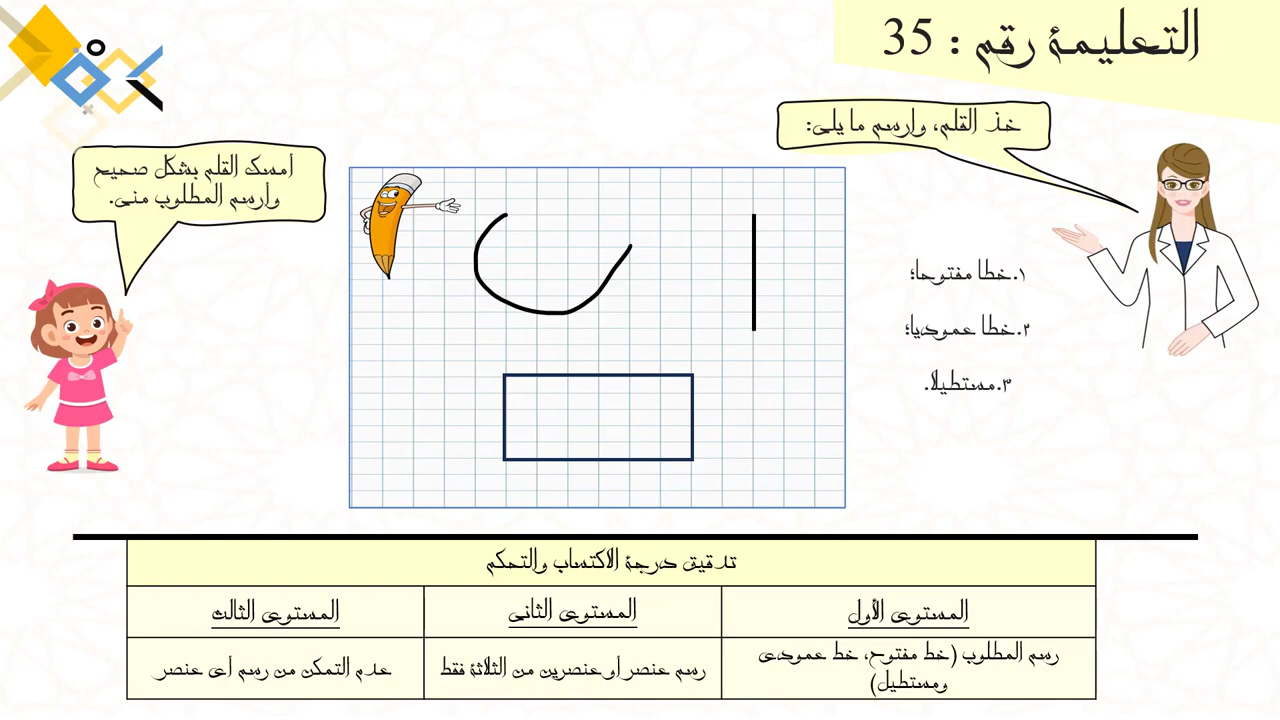 التعليمة رقم : 35
خذ القلم، وارسم ما يلي:
أمسك القلم بشكل صحيح
وأرسم المطلوب مني.
١.خطا مفتوحا؛
٢.خطا عموديا؛
٣.مستطيلا.
تدقيق درجة الاكتساب والتحكم
المستوى الأول
المستوى الثاني
المستوى الثالث
رسم المطلوب (خط مفتوح، خط عمودي
ومستطيل)
رسم عنصر أو عنصرين من الثلاثة فقط
عدم التمكن من رسم أي عنصر